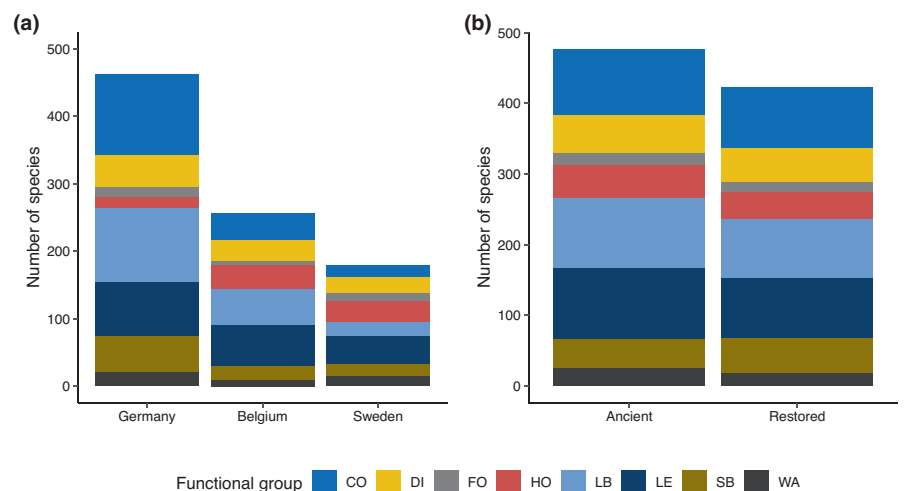 (a)
500
400
300
200
100
0
Number of species
Germany Belgium Sweden
(b)
500
400
300
200
100
0
Number of species
Ancient Restored
Functional group CO DI FO HO LB LE SB WA